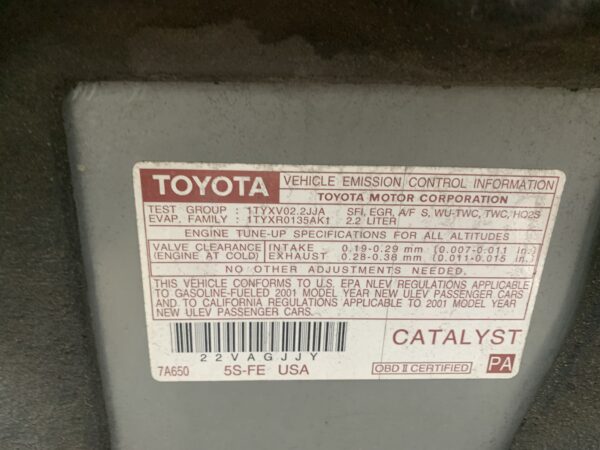 TOYOTA VEHICLE EMISSION CONTROL INFORMATION
TOYOTA MOTOR CORPORATION
TEST GROUP : 1TYXV02.2JJA SFI, EGR, A/F S, WU-TWC, TWC, HO2S
EVAP. FAMILY : 1TYXR0135AK1 2.2 LITER
ENGINE TUNE-UP SPECIFICATIONS FOR ALL ALTITUDES
VALVE CLEARANCE INTAKE 0.19-0.29 mm (0.007-0.011 in.)
(ENGINE AT COLD) EXHAUST 0.28-0.38 mm (0.011-0.015 in.)
NO OTHER ADJUSTMENTS NEEDED.
THIS VEHICLE CONFORMS TO U.S. EPA NLEV REGULATIONS APPLICABLE
TO GASOLINE-FUELED 2001 MODEL YEAR NEW ULEV PASSENGER CARS
AND TO CALIFORNIA REGULATIONS APPLICABLE TO 2001 MODEL YEAR
NEW ULEV PASSENGER CARS.
CATALYST
22VAGJJY
7A650 5S-FE USA OBD II CERTIFIED PA